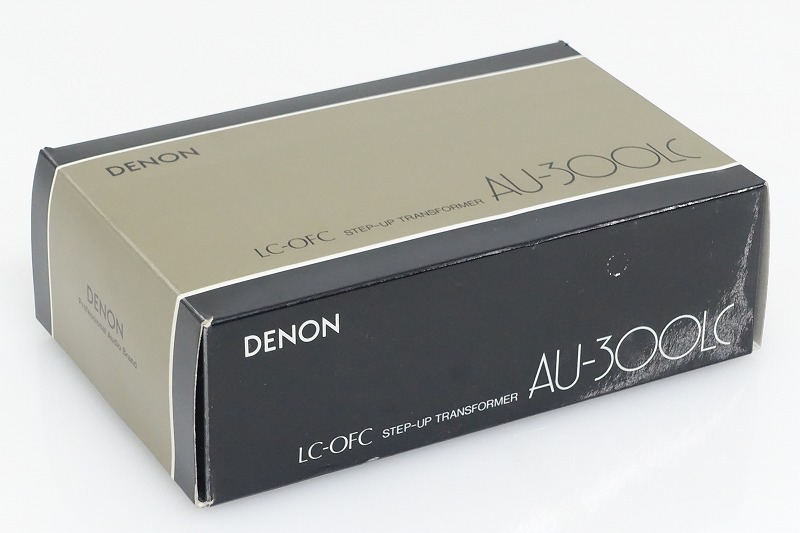 DENON
LC-OFC STEP-UP TRANSFORMER AU-300LC
DENON
Professional Audio Brand
DENON
LC-OFC STEP-UP TRANSFORMER AU-300LC